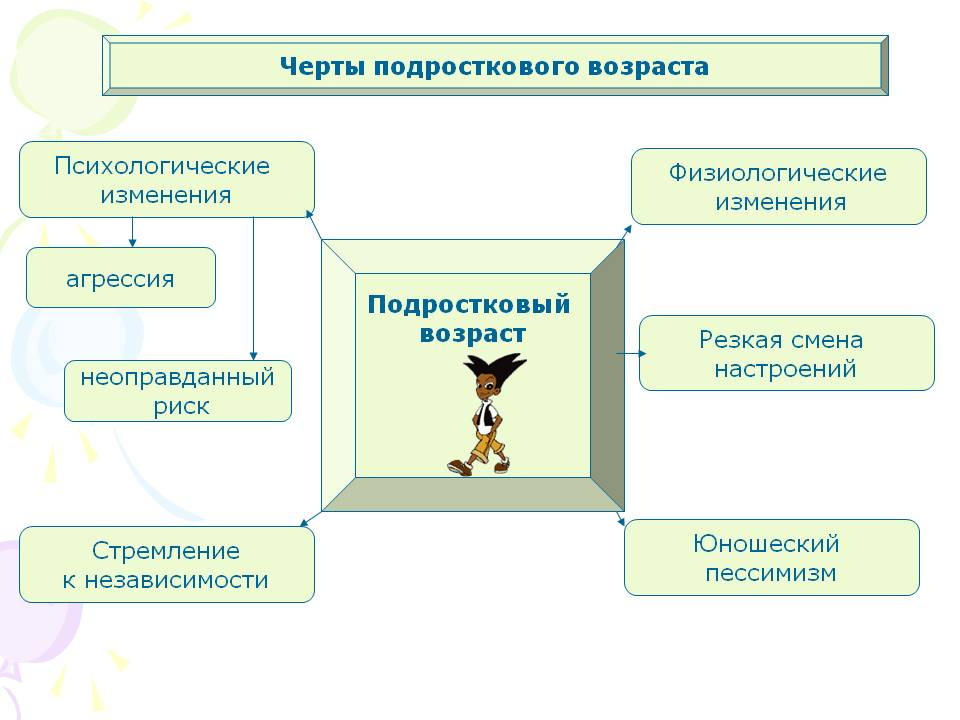 Черты подросткового возраста
Психологические
изменения
Физиологические
изменения
агрессия
Подростковый
возраст
Резкая смена
настроений
неоправданный
риск
Стремление
к независимости
Юношеский
пессимизм